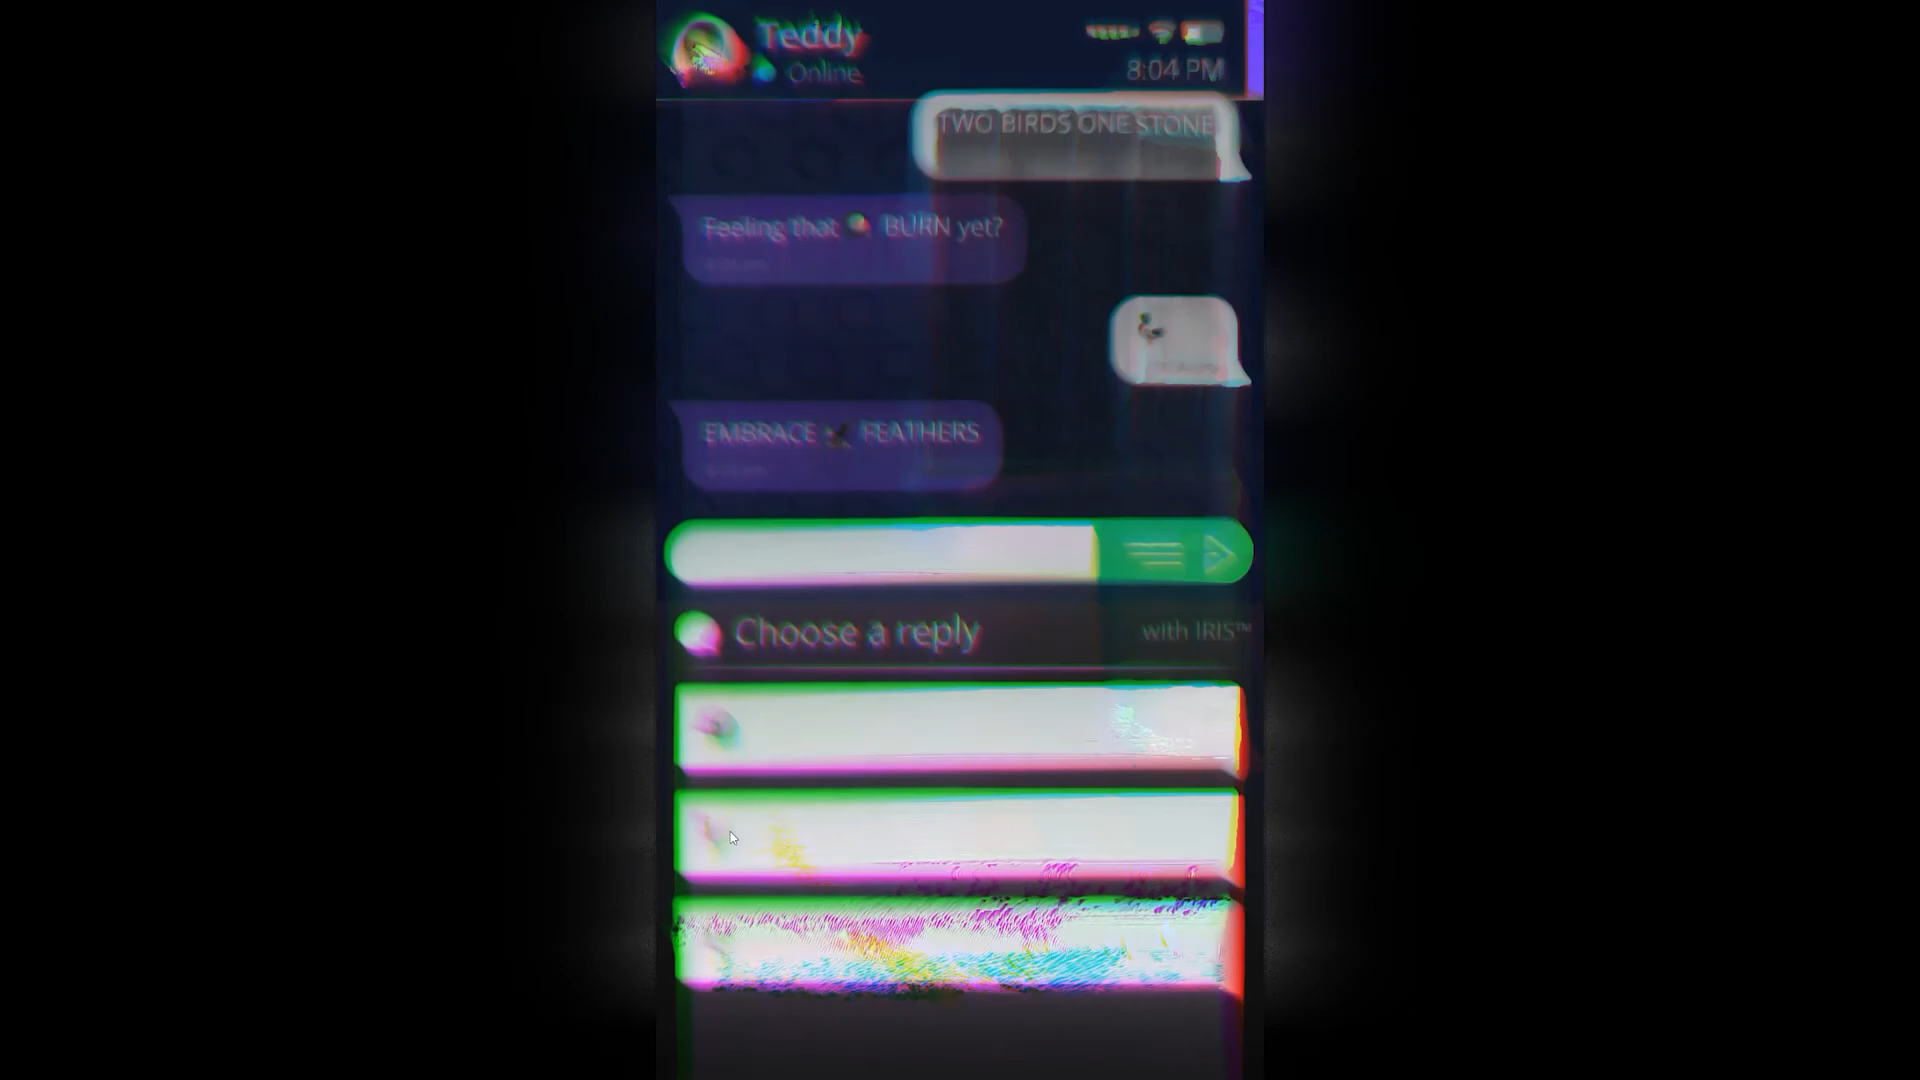 Teddy
Online
8:04 PM
TWO BIRDS ONE STONE
Feeling that BURN yet?
EMBRACE FEATHERS
Choose a reply
with IRIS™